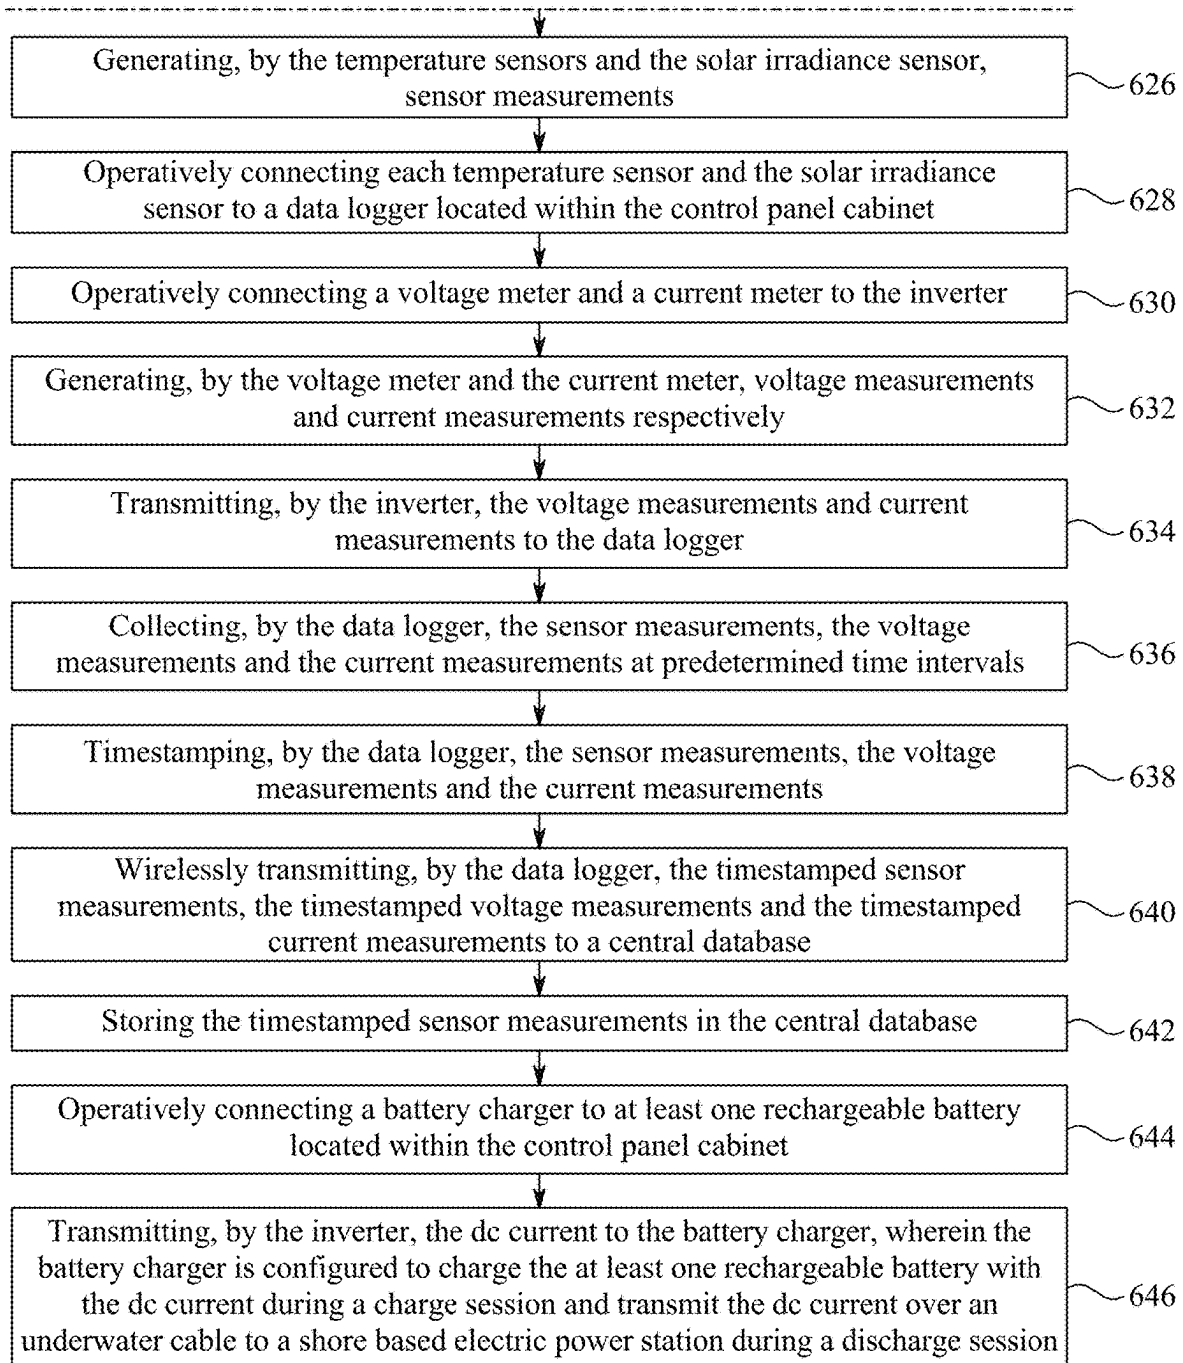 Generating, by the temperature sensors and the solar irradiance sensor,
sensor measurements
626
Operatively connecting each temperature sensor and the solar irradiance
sensor to a data logger located within the control panel cabinet
628
Operatively connecting a voltage meter and a current meter to the inverter
630
Generating, by the voltage meter and the current meter, voltage measurements
and current measurements respectively
632
Transmitting, by the inverter, the voltage measurements and current
measurements to the data logger
634
Collecting, by the data logger, the sensor measurements, the voltage
measurements and the current measurements at predetermined time intervals
636
Timestamping, by the data logger, the sensor measurements, the voltage
measurements and the current measurements
638
Wirelessly transmitting, by the data logger, the timestamped sensor
measurements, the timestamped voltage measurements and the timestamped
current measurements to a central database
640
Storing the timestamped sensor measurements in the central database
642
Operatively connecting a battery charger to at least one rechargeable battery
located within the control panel cabinet
644
Transmitting, by the inverter, the dc current to the battery charger, wherein the
battery charger is configured to charge the at least one rechargeable battery with
the dc current during a charge session and transmit the dc current over an
underwater cable to a shore based electric power station during a discharge session
646